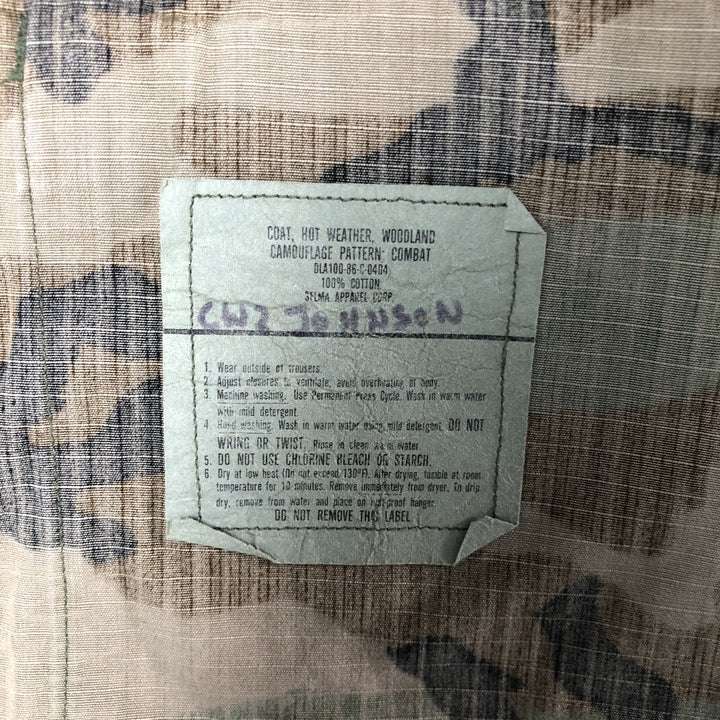 COAT, HOT WEATHER, WOODLAND
CAMOUFLAGE PATTERN: COMBAT
DLA100-86-C-0404
100% COTTON
SELMA APPAREL CORP.
CW2 JOHNSON
1. Wear outside of trousers.
2. Adjust closures to ventilate; avoid overheating of body.
3. Machine washing. Use Permanent Press Cycle. Wash in warm water
with mild detergent.
4. Hand washing. Wash in warm water using mild detergent. DO NOT
WRING OR TWIST. Rinse in clean warm water.
5. DO NOT USE CHLORINE BLEACH OR STARCH.
6. Dry at low heat (Do not exceed 130°F). After drying, tumble at room
temperature for 10 minutes. Remove immediately from dryer. To drip
dry, remove from water and place on rust-proof hanger.
DO NOT REMOVE THIS LABEL